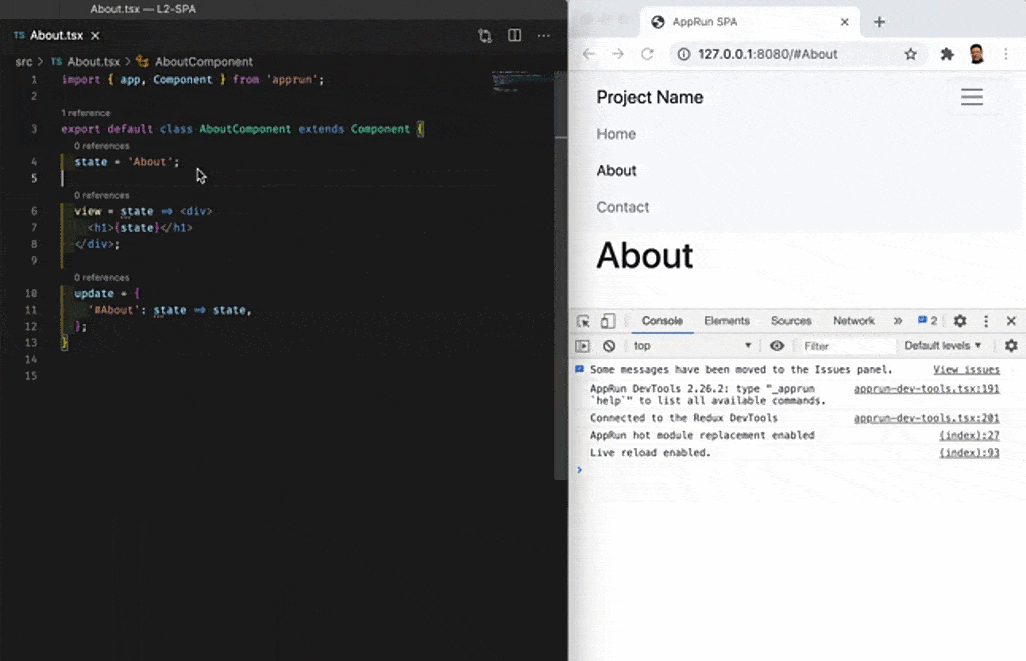 About.tsx — L2-SPA
TS About.tsx ×
src > TS About.tsx > AboutComponent
1 import { app, Component } from 'apprun';
2
1 reference
3 export default class AboutComponent extends Component {
0 references
4 state = 'About';
5
0 references
6 view = state => <div>
7 <h1>{state}</h1>
8 </div>;
9
0 references
10 update = {
11 '#About': state => state,
12 };
13 }
14
15
AppRun SPA
127.0.0.1:8080/#About
Project Name
Home
About
Contact
About
Console Elements Sources Network » 2
top Filter Default levels ▼
Some messages have been moved to the Issues panel. View issues
AppRun DevTools 2.26.2: type "_apprun apprun-dev-tools.tsx:191
`help`" to list all available commands.
Connected to the Redux DevTools apprun-dev-tools.tsx:201
AppRun hot module replacement enabled (index):27
Live reload enabled. (index):93